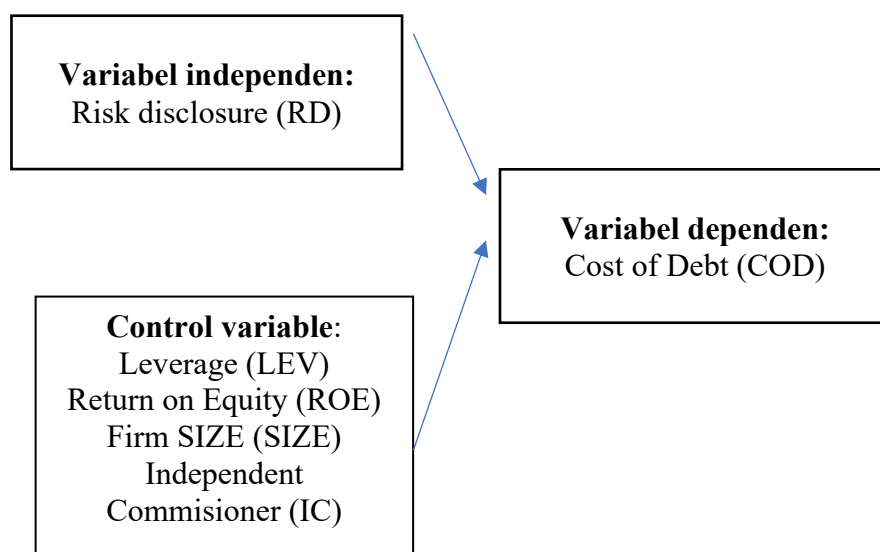 Variabel independen:
Risk disclosure (RD)
Variabel dependen:
Cost of Debt (COD)
Control variable:
Leverage (LEV)
Return on Equity (ROE)
Firm SIZE (SIZE)
Independent
Commisioner (IC)